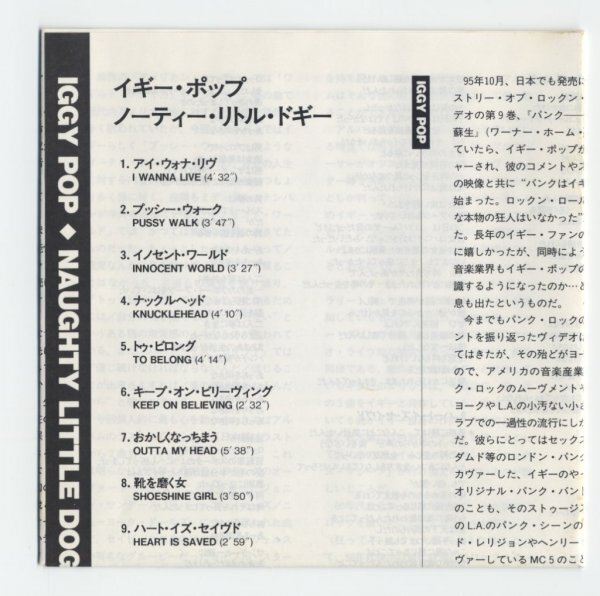 IGGY POP ◆ NAUGHTY LITTLE DOG
イギー・ポップ
ノーティー・リトル・ドギー
1. アイ・ウォナ・リヴ
I WANNA LIVE (4′32″)
2. プッシー・ウォーク
PUSSY WALK (3′47″)
3. イノセント・ワールド
INNOCENT WORLD (3′27″)
4. ナックルヘッド
KNUCKLEHEAD (4′10″)
5. トゥ・ビロング
TO BELONG (4′14″)
6. キープ・オン・ビリーヴィング
KEEP ON BELIEVING (2′32″)
7. おかしくなっちまう
OUTTA MY HEAD (5′38″)
8. 靴を磨く女
SHOESHINE GIRL (3′50″)
9. ハート・イズ・セイヴド
HEART IS SAVED (2′59″)
IGGY POP
95年10月、日本でも発売に
ストリー・オブ・ロックン・
デオの第9巻、『パンク――
蘇生』(ワーナー・ホーム・
ていたら、イギー・ポップが
ャーされ、彼のコメントやス
の映像と共に“パンクはイギ
始まった。ロックン・ロール
な本物の狂人はいなかった”
た。長年のイギー・ファンの
に嬉しかったが、同時によう
音楽業界もイギー・ポップの
識するようになったのか…と
息も出たというものだ。
今までもパンク・ロックの
ントを振り返ったヴィデオは
てはきたが、その殆どがヨー
ので、アメリカの音楽産業
ク・ロックのムーヴメントや
ヨークやL.A.の小汚ない小さ
ラブでの一過性の流行にしか
だ。彼らにとってはセックス
ダムド等のロンドン・パンク
カヴァーした、イギーのやっ
オリジナル・パンク・バンド
のことも、そのストゥージズ
のL.A.のパンク・シーンの
ド・レリジョンやヘンリー・
ヴァーしているMC5のこと